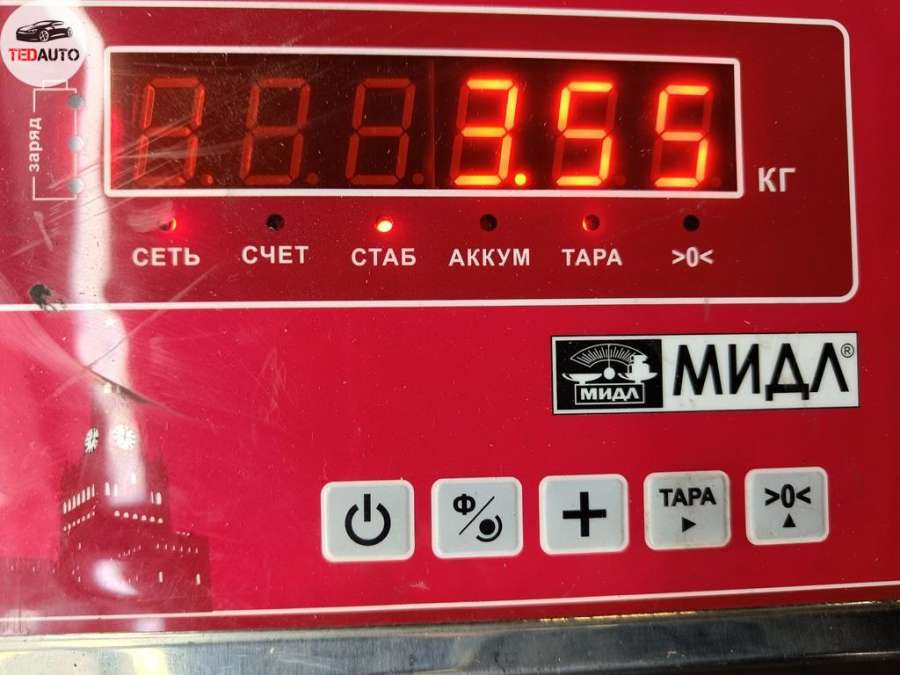 TEDAUTO
заряд
3.55
КГ
СЕТЬ СЧЕТ СТАБ АККУМ ТАРА >0<
МИДЛ МИДЛ®
Ф ТАРА >0<